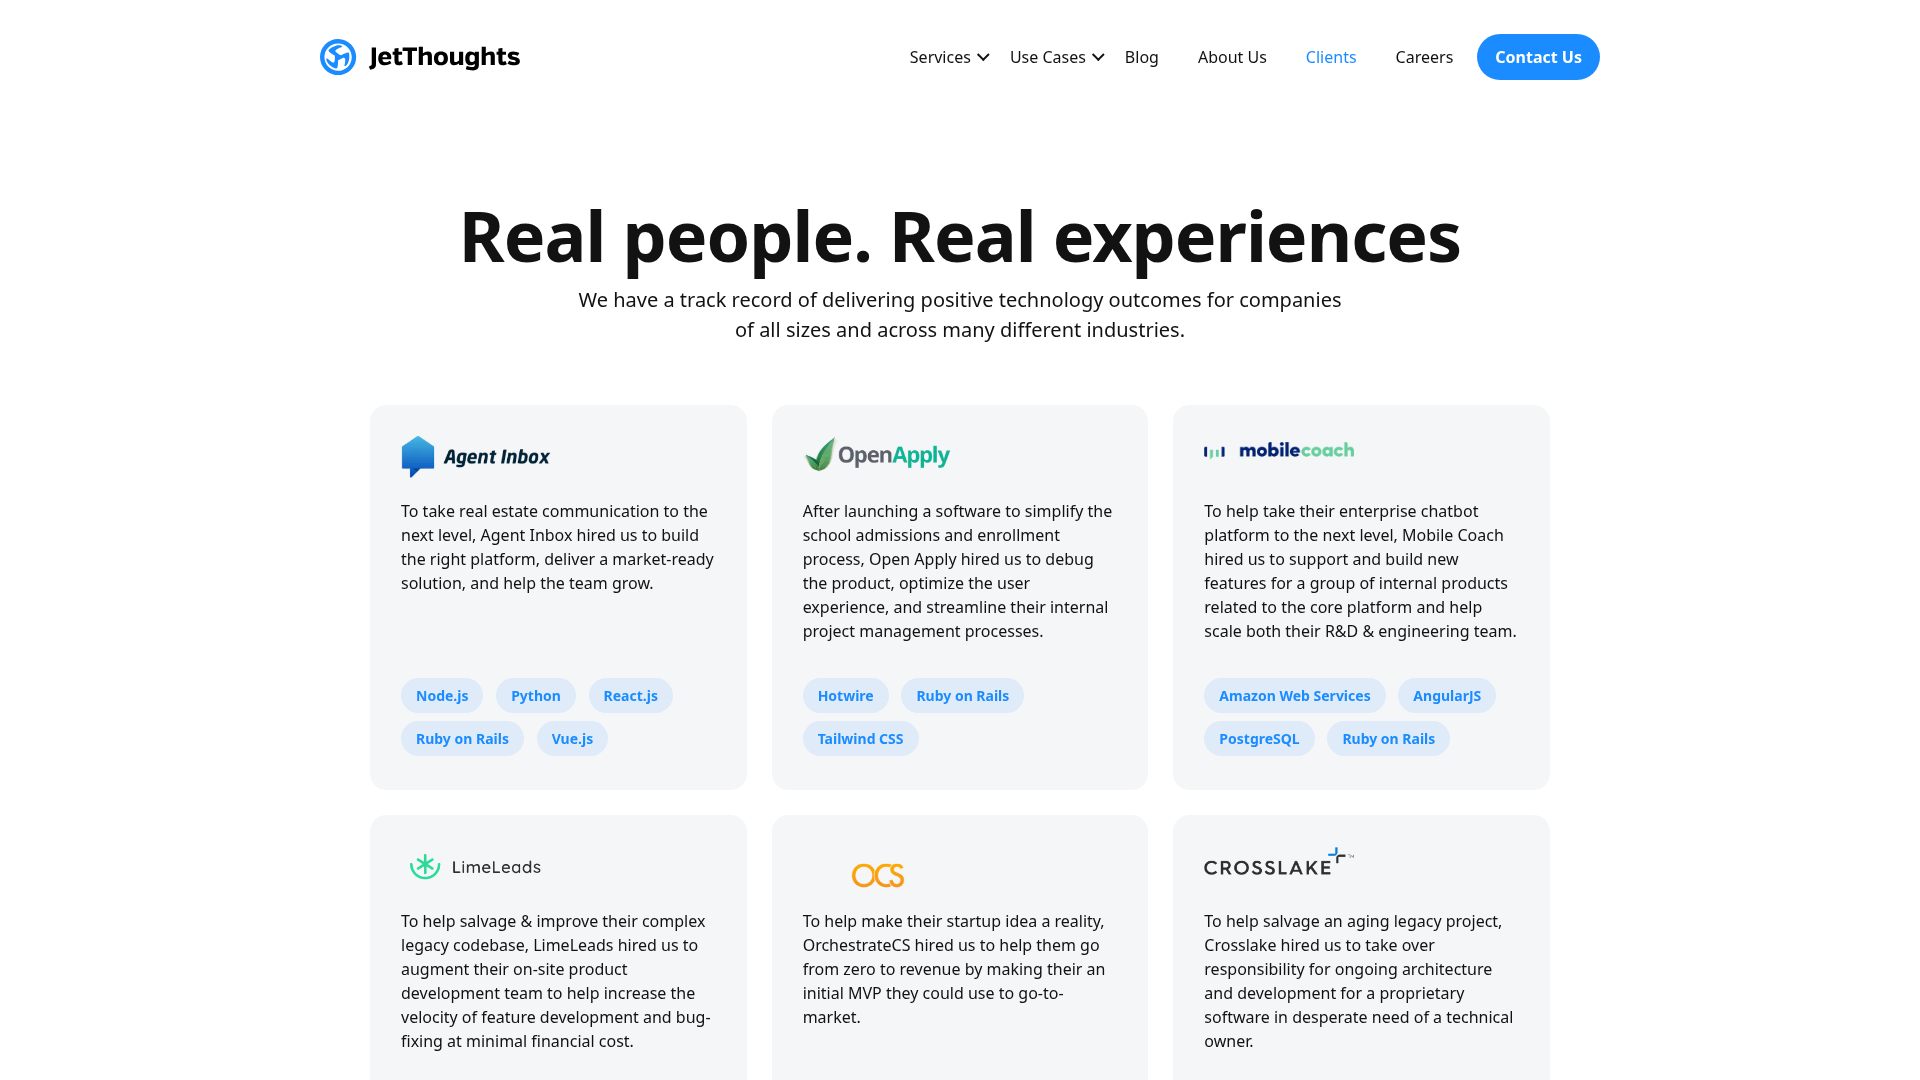 JetThoughts
Services
Use Cases
Blog
About Us
Clients
Careers
Contact Us
Real people. Real experiences
We have a track record of delivering positive technology outcomes for companies
of all sizes and across many different industries.
Agent Inbox
To take real estate communication to the
next level, Agent Inbox hired us to build
the right platform, deliver a market-ready
solution, and help the team grow.
Node.js
Python
React.js
Ruby on Rails
Vue.js
OpenApply
After launching a software to simplify the
school admissions and enrollment
process, Open Apply hired us to debug
the product, optimize the user
experience, and streamline their internal
project management processes.
Hotwire
Ruby on Rails
Tailwind CSS
mobilecoach
To help take their enterprise chatbot
platform to the next level, Mobile Coach
hired us to support and build new
features for a group of internal products
related to the core platform and help
scale both their R&D & engineering team.
Amazon Web Services
AngularJS
PostgreSQL
Ruby on Rails
LimeLeads
To help salvage & improve their complex
legacy codebase, LimeLeads hired us to
augment their on-site product
development team to help increase the
velocity of feature development and bug-
fixing at minimal financial cost.
OCS
To help make their startup idea a reality,
OrchestrateCS hired us to help them go
from zero to revenue by making their an
initial MVP they could use to go-to-
market.
CROSSLAKE™
To help salvage an aging legacy project,
Crosslake hired us to take over
responsibility for ongoing architecture
and development for a proprietary
software in desperate need of a technical
owner.